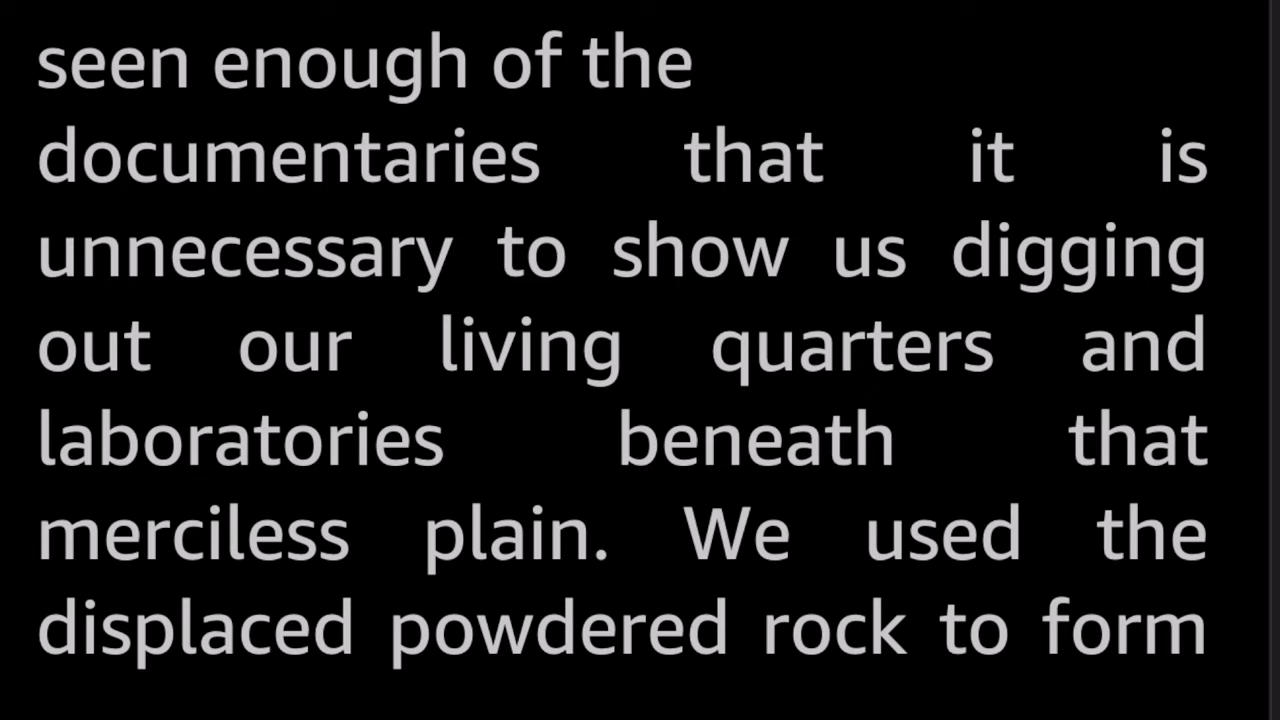 seen enough of the
documentaries that it is
unnecessary to show us digging
out our living quarters and
laboratories beneath that
merciless plain. We used the
displaced powdered rock to form